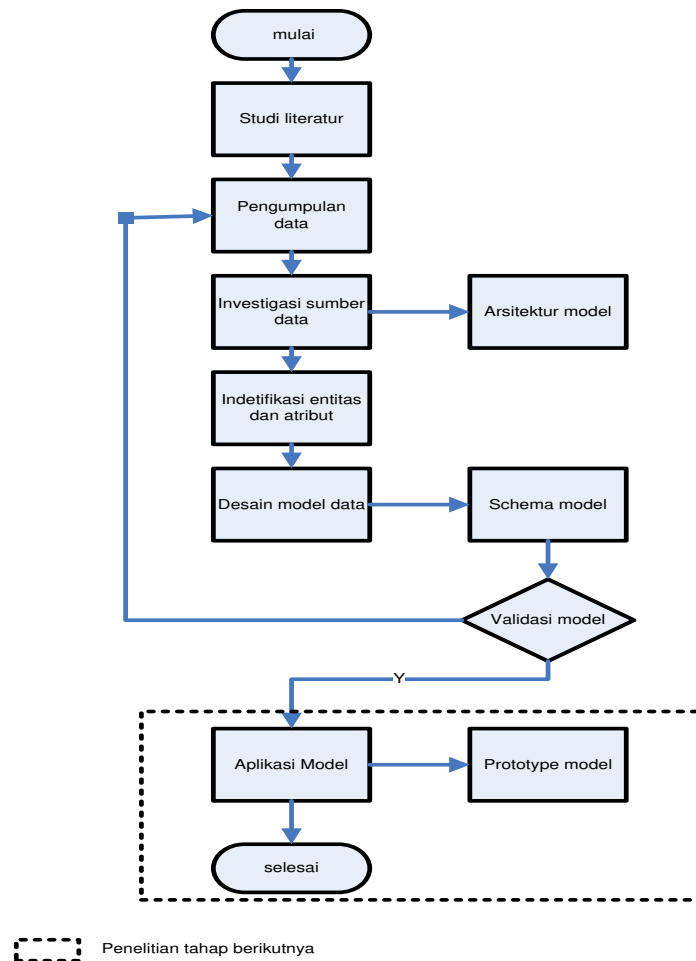 mulai
Studi literatur
Pengumpulan
data
Investigasi sumber
data
Arsitektur model
Indetifikasi entitas
dan atribut
Desain model data
Schema model
Validasi model
Y
Aplikasi Model
Prototype model
selesai
Penelitian tahap berikutnya